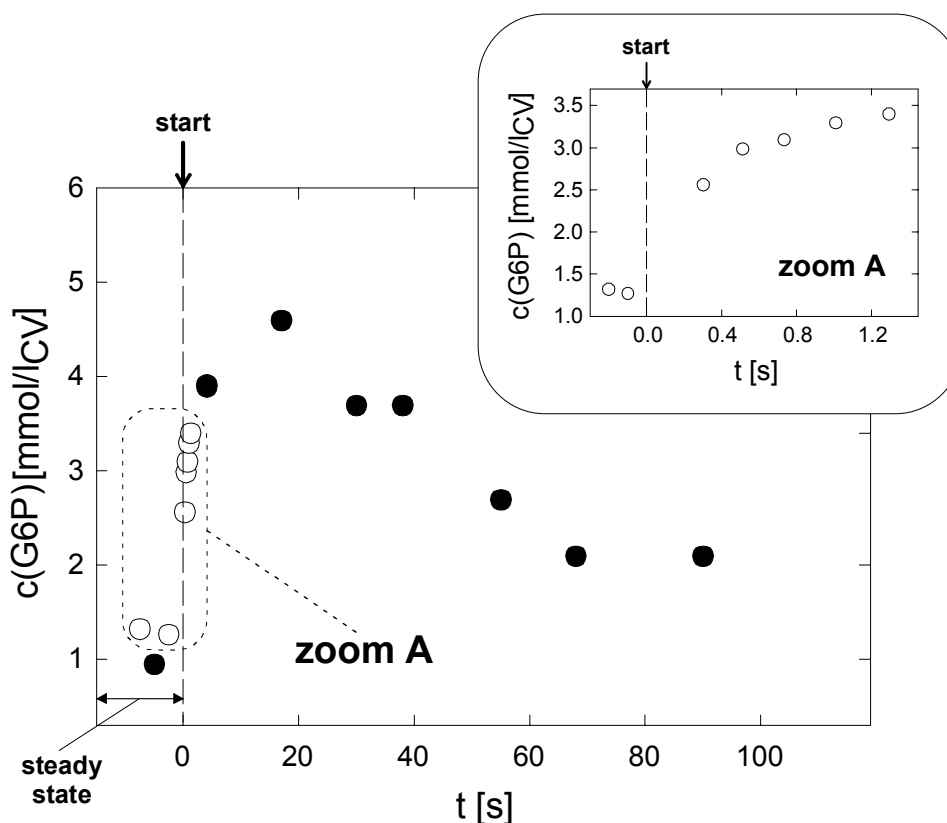 start
start
c(G6P) [mmol/lCV]
3.5
3.0
2.5
2.0
1.5
1.0
zoom A
0.0 0.4 0.8 1.2
t [s]
c(G6P) [mmol/lCV]
6
5
4
3
2
1
zoom A
steady
state
0 20 40 60 80 100
t [s]